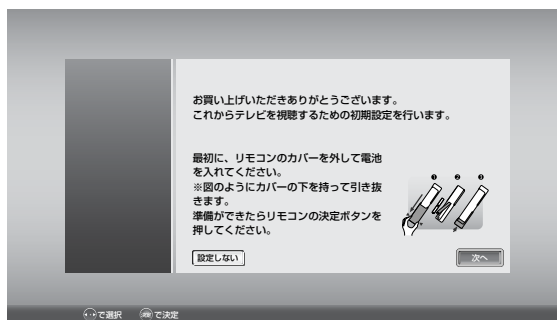 お買い上げいただきありがとうございます。
これからテレビを視聴するための初期設定を行います。
最初に、リモコンのカバーを外して電池
を入れてください。
※図のようにカバーの下を持って引き抜
きます。
準備ができたらリモコンの決定ボタンを
押してください。
❶ ❷ ❸
設定しない 次へ
で選択 決定 で決定